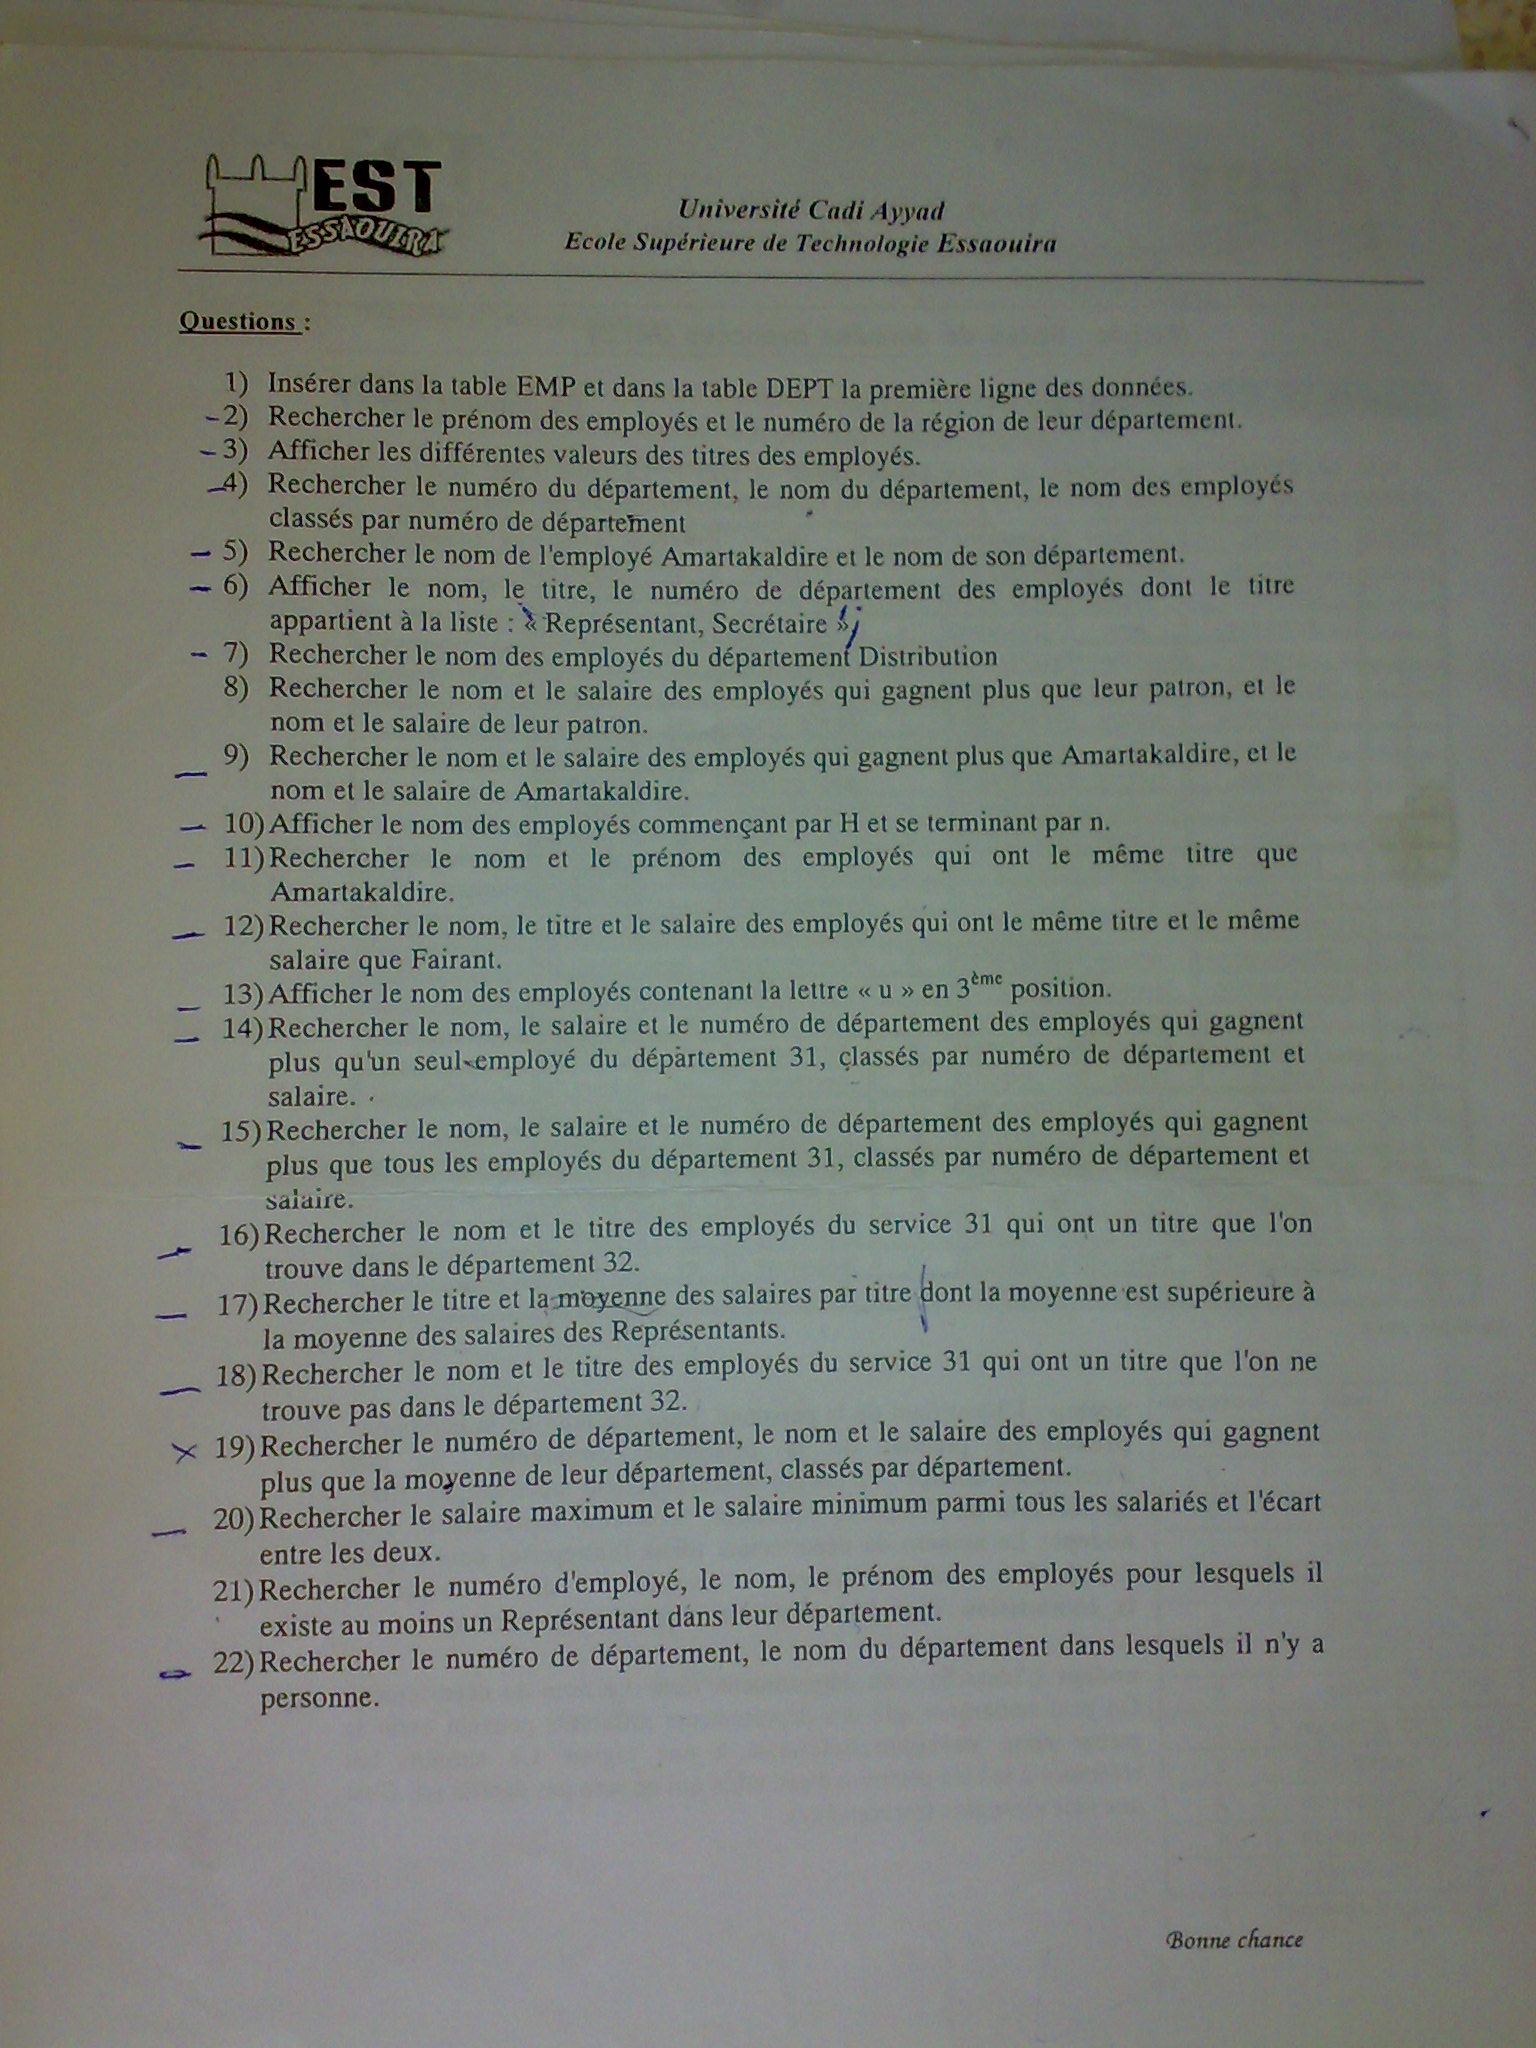 EST
ESSAOUIRA
Université Cadi Ayyad
Ecole Supérieure de Technologie Essaouira
Questions :
1) Insérer dans la table EMP et dans la table DEPT la première ligne des données.
2) Rechercher le prénom des employés et le numéro de la région de leur département.
3) Afficher les différentes valeurs des titres des employés.
4) Rechercher le numéro du département, le nom du département, le nom des employés
classés par numéro de département
5) Rechercher le nom de l'employé Amartakaldire et le nom de son département.
6) Afficher le nom, le titre, le numéro de département des employés dont le titre
appartient à la liste : « Représentant, Secrétaire »;
7) Rechercher le nom des employés du département Distribution
8) Rechercher le nom et le salaire des employés qui gagnent plus que leur patron, et le
nom et le salaire de leur patron.
9) Rechercher le nom et le salaire des employés qui gagnent plus que Amartakaldire, et le
nom et le salaire de Amartakaldire.
10) Afficher le nom des employés commençant par H et se terminant par n.
11) Rechercher le nom et le prénom des employés qui ont le même titre que
Amartakaldire.
12) Rechercher le nom, le titre et le salaire des employés qui ont le même titre et le même
salaire que Fairant.
13) Afficher le nom des employés contenant la lettre « u » en 3ème position.
14) Rechercher le nom, le salaire et le numéro de département des employés qui gagnent
plus qu'un seul employé du département 31, classés par numéro de département et
salaire.
15) Rechercher le nom, le salaire et le numéro de département des employés qui gagnent
plus que tous les employés du département 31, classés par numéro de département et
salaire.
16) Rechercher le nom et le titre des employés du service 31 qui ont un titre que l'on
trouve dans le département 32.
17) Rechercher le titre et la moyenne des salaires par titre dont la moyenne est supérieure à
la moyenne des salaires des Représentants.
18) Rechercher le nom et le titre des employés du service 31 qui ont un titre que l'on ne
trouve pas dans le département 32.
19) Rechercher le numéro de département, le nom et le salaire des employés qui gagnent
plus que la moyenne de leur département, classés par département.
20) Rechercher le salaire maximum et le salaire minimum parmi tous les salariés et l'écart
entre les deux.
21) Rechercher le numéro d'employé, le nom, le prénom des employés pour lesquels il
existe au moins un Représentant dans leur département.
22) Rechercher le numéro de département, le nom du département dans lesquels il n'y a
personne.
Bonne chance